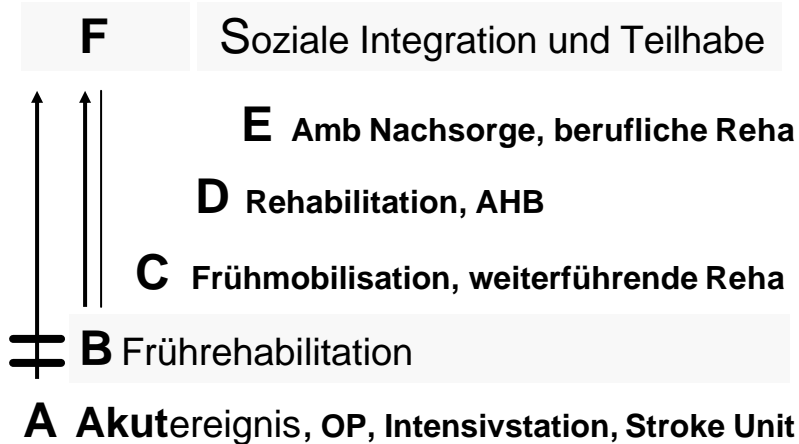 F Soziale Integration und Teilhabe
E Amb Nachsorge, berufliche Reha
D Rehabilitation, AHB
C Frühmobilisation, weiterführende Reha
B Frührehabilitation
A Akutereignis, OP, Intensivstation, Stroke Unit